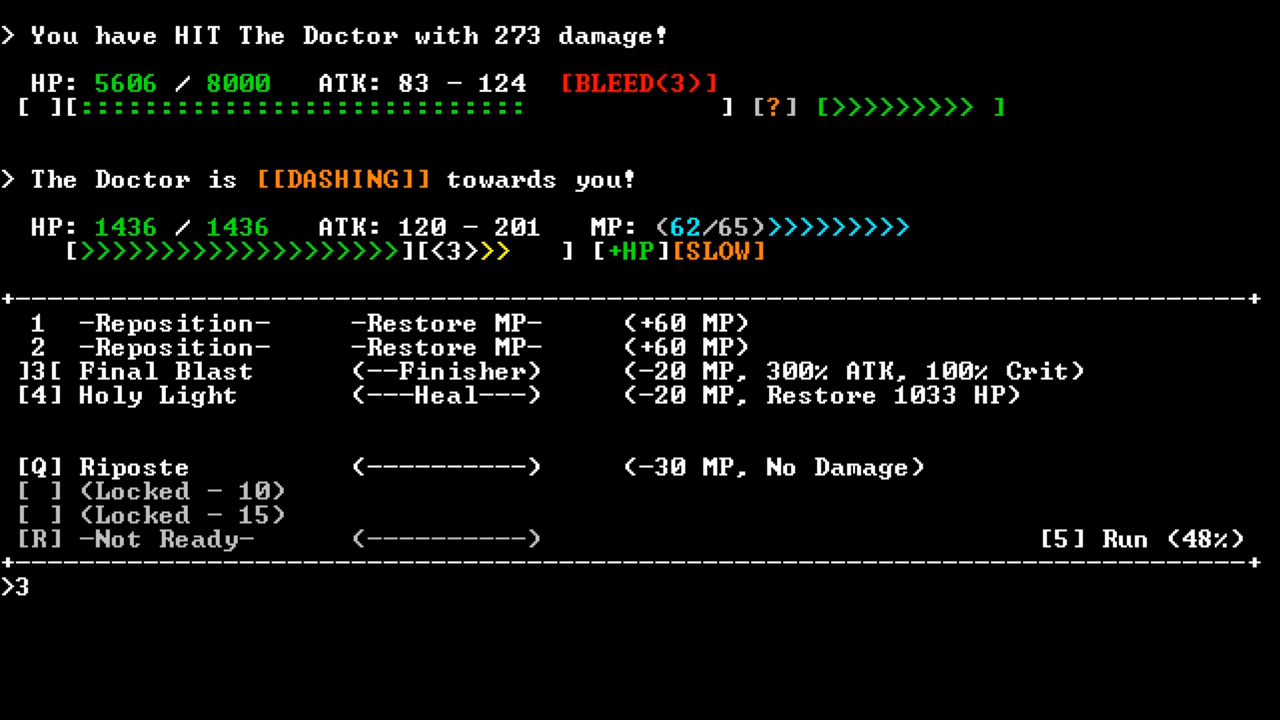 > You have HIT The Doctor with 273 damage!
HP: 5606 / 8000 ATK: 83 - 124 [BLEED(3)]
[ ][:::::::::::::::::::::::::::: ] [?] [>>>>>>>>> ]
> The Doctor is [[DASHING]] towards you!
HP: 1436 / 1436 ATK: 120 - 201 MP: (62/65)>>>>>>>>>
[>>>>>>>>>>>>>>>>>>>>][<3>>> ] [+HP][SLOW]
+------------------------------------------------------------------------------+
1 -Reposition- -Restore MP- (+60 MP)
2 -Reposition- -Restore MP- (+60 MP)
]3[ Final Blast (--Finisher) (-20 MP, 300% ATK, 100% Crit)
[4] Holy Light (---Heal---) (-20 MP, Restore 1033 HP)
[Q] Riposte (----------) (-30 MP, No Damage)
[ ] (Locked - 10)
[ ] (Locked - 15)
[R] -Not Ready- (----------) [5] Run (48%)
+------------------------------------------------------------------------------+
>3